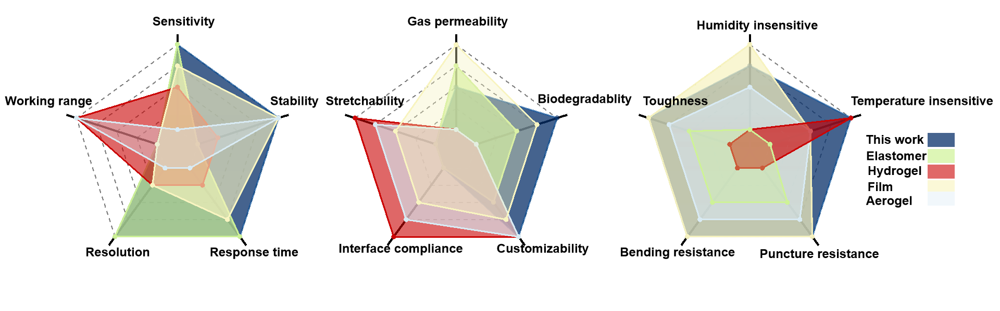 Sensitivity
Working range
Stability
Resolution
Response time
Gas permeability
Stretchability
Biodegradablity
Interface compliance
Customizability
Humidity insensitive
Toughness
Temperature insensitive
Bending resistance
Puncture resistance
This work
Elastomer
Hydrogel
Film
Aerogel